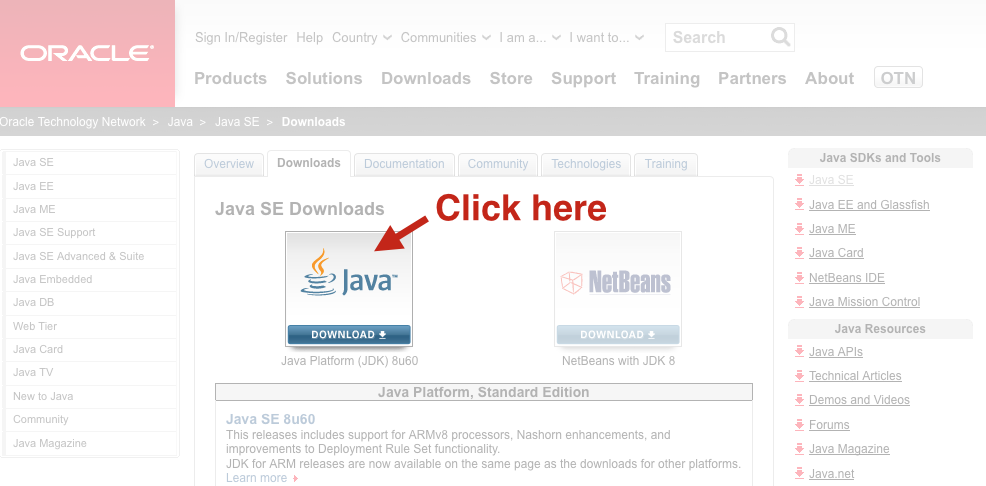 ORACLE
Sign In/Register Help Country Communities I am a... I want to... Search
Products Solutions Downloads Store Support Training Partners About OTN
Oracle Technology Network > Java > Java SE > Downloads
Java SE
Java EE
Java ME
Java SE Support
Java SE Advanced & Suite
Java Embedded
Java DB
Web Tier
Java Card
Java TV
New to Java
Community
Java Magazine
Overview Downloads Documentation Community Technologies Training
Java SE Downloads
Click here
Java™
DOWNLOAD
Java Platform (JDK) 8u60
NetBeans
DOWNLOAD
NetBeans with JDK 8
Java Platform, Standard Edition
Java SE 8u60
This releases includes support for ARMv8 processors, Nashorn enhancements, and
improvements to Deployment Rule Set functionality.
JDK for ARM releases are now available on the same page as the downloads for other platforms.
Learn more
Java SDKs and Tools
Java SE
Java EE and Glassfish
Java ME
Java Card
NetBeans IDE
Java Mission Control
Java Resources
Java APIs
Technical Articles
Demos and Videos
Forums
Java Magazine
Java.net